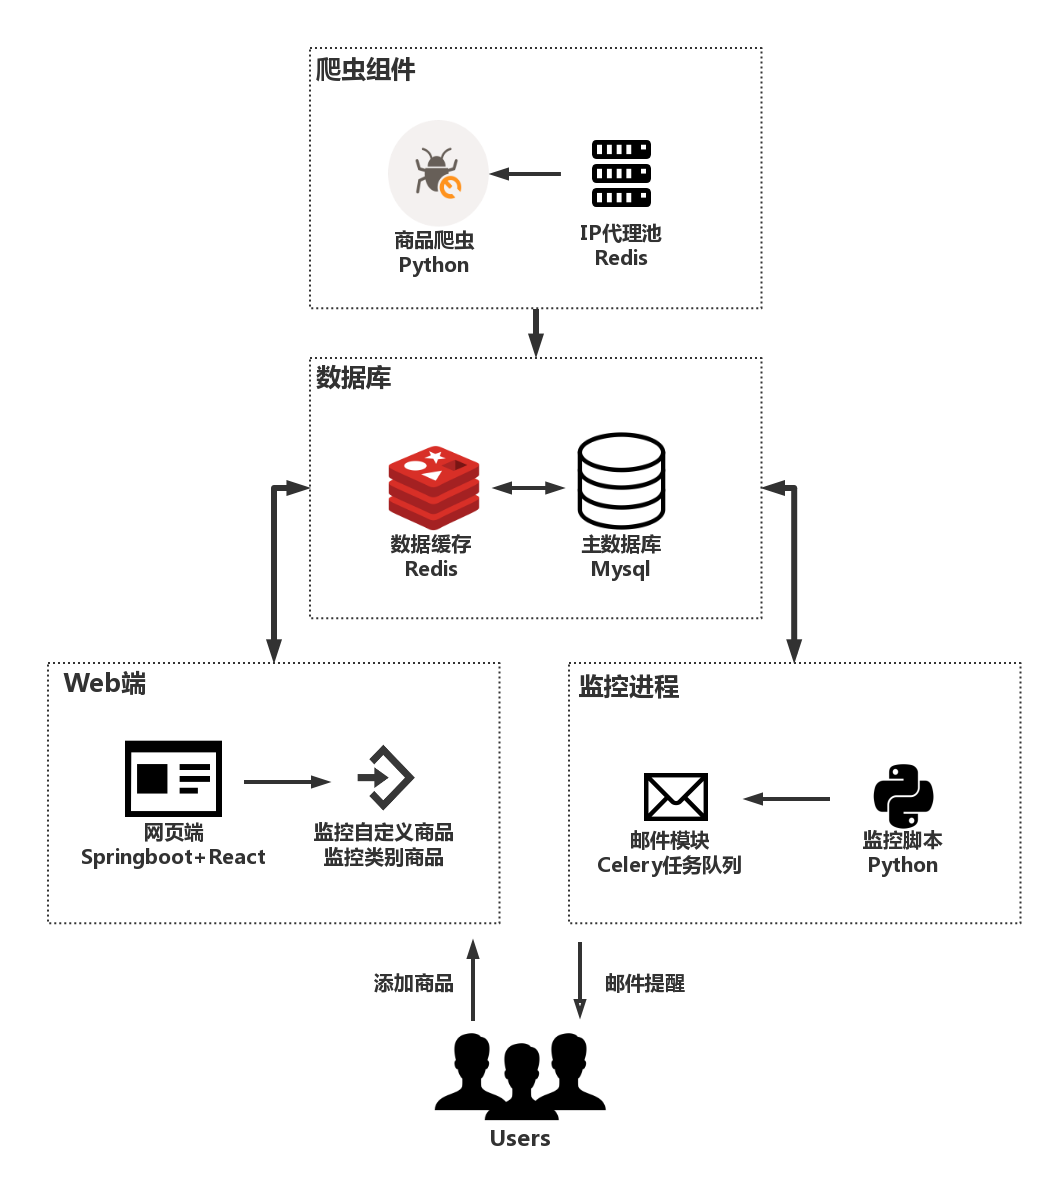 爬虫组件
商品爬虫
Python
IP代理池
Redis
数据库
数据缓存
Redis
主数据库
Mysql
Web端
网页端
Springboot+React
监控自定义商品
监控类别商品
监控进程
邮件模块
Celery任务队列
监控脚本
Python
添加商品
邮件提醒
Users